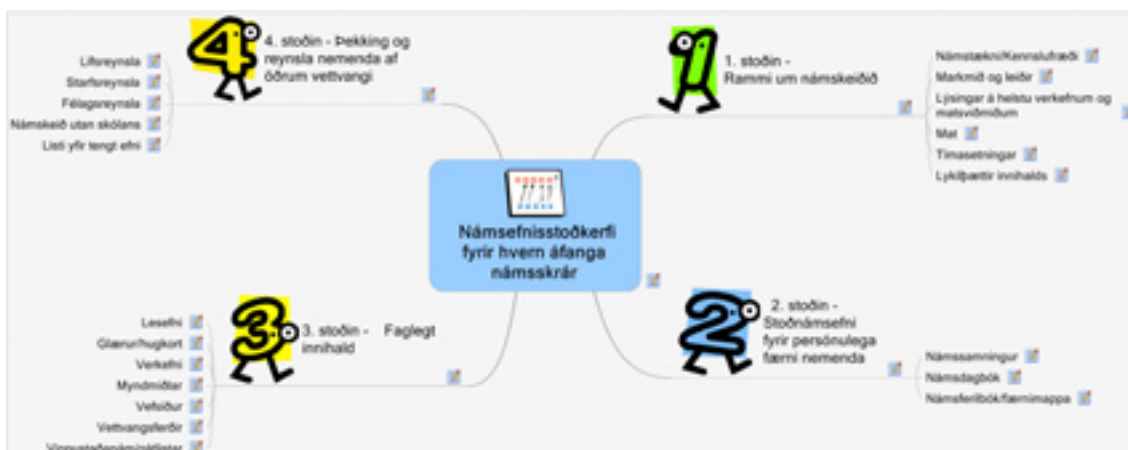 4. stoðin - Þekking og
reynsla nemenda af
öðrum vettvangi
Lífsreynsla
Starfsreynsla
Félagsreynsla
Námskeið utan skólans
Listi yfir tengt efni
1. stoðin -
Rammi um námskeiðið
Námstækni/Kennslufræði
Markmið og leiðir
Lýsingar á helstu verkefnum og
matsviðmiðum
Mat
Tímasetningar
Lykilþættir innihalds
Námsefnisstoðkerfi
fyrir hvern áfanga
námsskrár
3. stoðin - Faglegt
innihald
Lesefni
Glærur/hugkort
Verkefni
Myndmiðlar
Vefsíður
Vettvangsferðir
2. stoðin -
Stoðnámsefni
fyrir persónulega
færni nemenda
Námssamningur
Námsdagbók
Námsferilbók/færnimappa